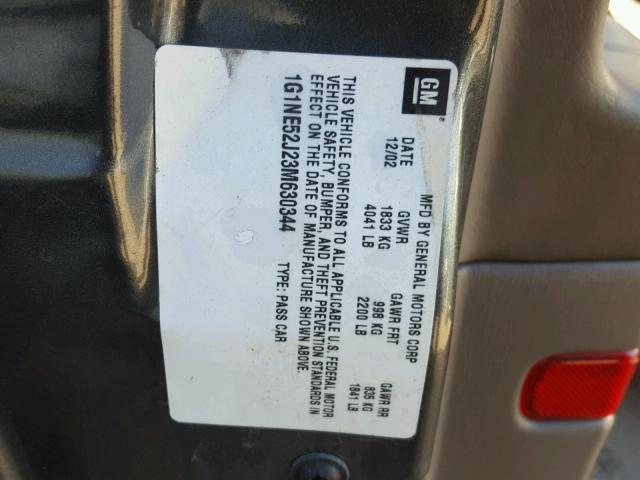 GM
MFD BY GENERAL MOTORS CORP
DATE GVWR GAWR FRT GAWR RR
12/02 1833 KG 998 KG 835 KG
4041 LB 2200 LB 1841 LB
THIS VEHICLE CONFORMS TO ALL APPLICABLE U.S. FEDERAL MOTOR
VEHICLE SAFETY, BUMPER, AND THEFT PREVENTION STANDARDS IN
EFFECT ON THE DATE OF MANUFACTURE SHOWN ABOVE.
1G1NE52J23M630344 TYPE: PASS CAR